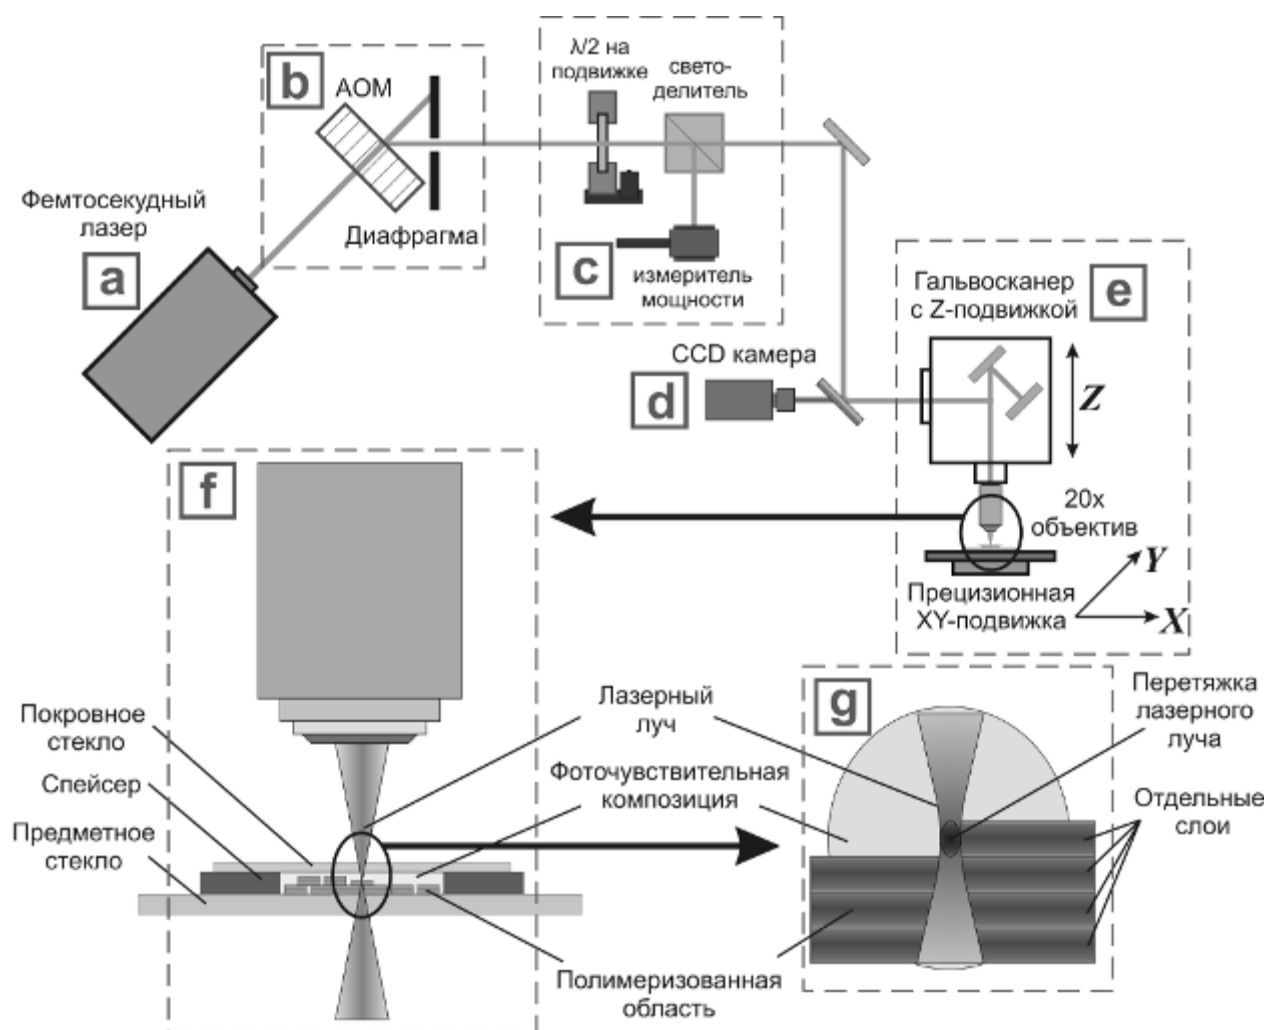 b
АОМ
Диафрагма
Фемтосекудный
лазер
a
λ/2 на
подвижке
свето-
делитель
c
измеритель
мощности
CCD камера
d
Гальвосканер
с Z-подвижкой
e
Z
20x
объектив
Прецизионная
XY-подвижка
Y
X
f
Покровное
стекло
Спейсер
Предметное
стекло
Лазерный
луч
Фоточувствительная
композиция
Полимеризованная
область
g
Перетяжка
лазерного
луча
Отдельные
слои